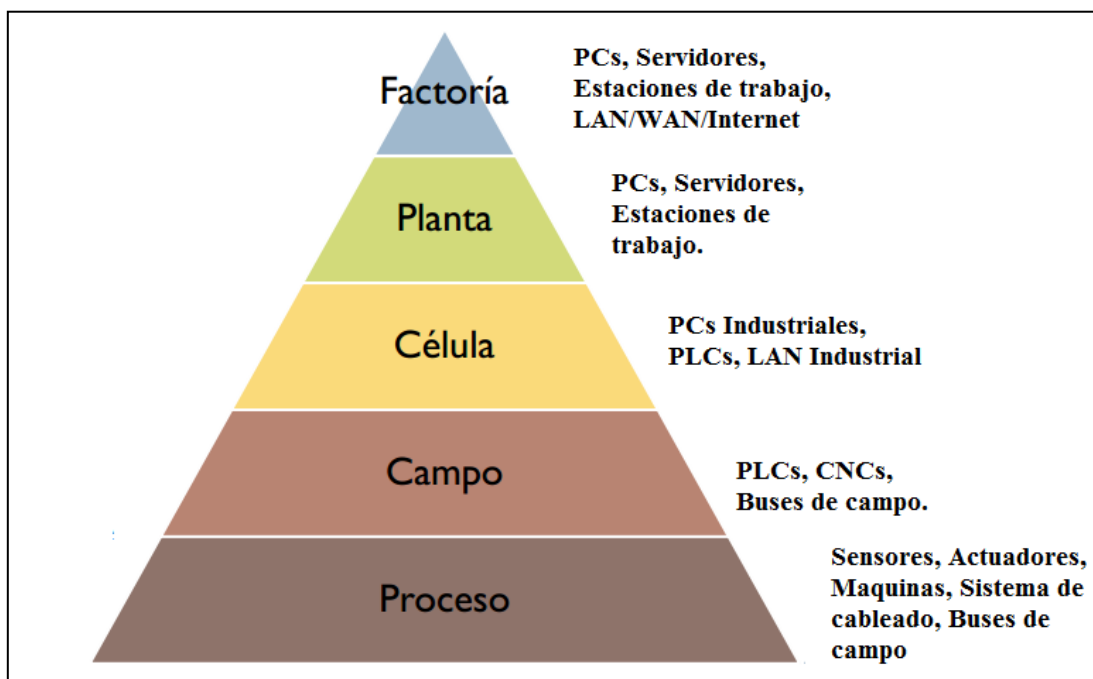 Factoría
PCs, Servidores,
Estaciones de trabajo,
LAN/WAN/Internet
Planta
PCs, Servidores,
Estaciones de
trabajo.
Célula
PCs Industriales,
PLCs, LAN Industrial
Campo
PLCs, CNCs,
Buses de campo.
Proceso
Sensores, Actuadores,
Maquinas, Sistema de
cableado, Buses de
campo